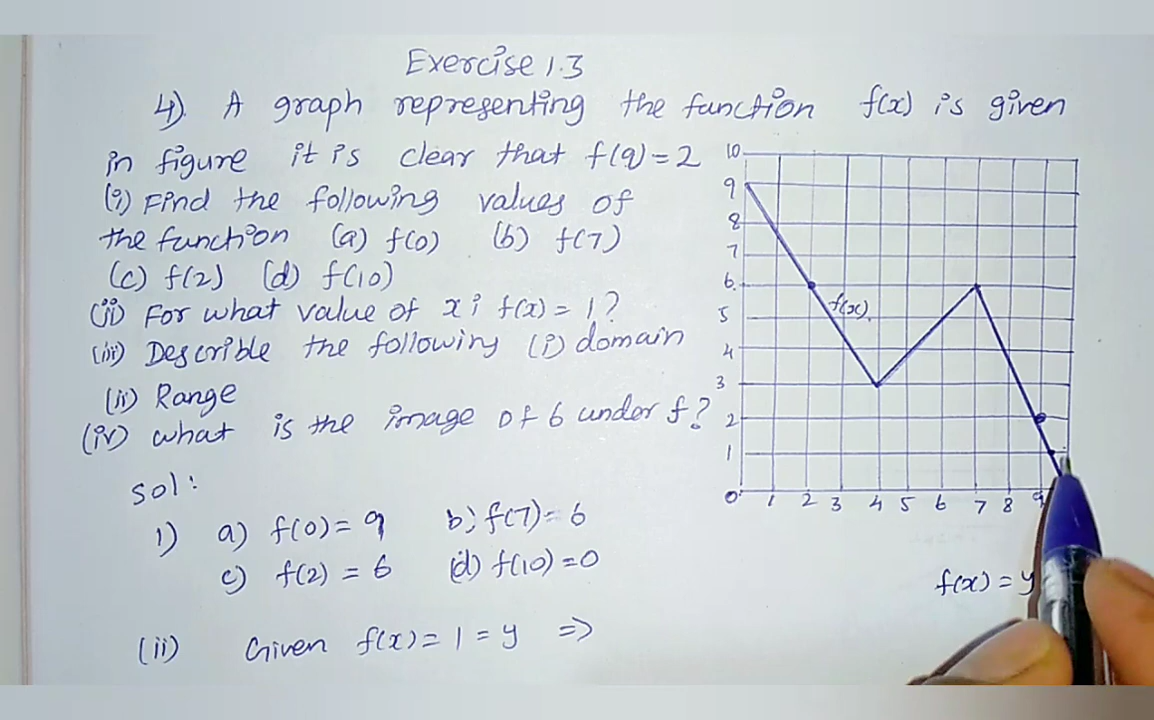 Exercise 1.3
4). A graph representing the function f(x) is given
in figure it is clear that f(9)=2
(i) Find the following values of
the function (a) f(0) (b) f(7)
(c) f(2) (d) f(10)
(ii) For what value of x ; f(x) = 1?
(iii) Describle the following (i) domain
(ii) Range
(iv) what is the image of 6 under f?
10
9
8
7
6
5
4
3
2
1
0 1 2 3 4 5 6 7 8 9
f(x).
sol:
1) a) f(0) = 9 b) f(7) = 6
c) f(2) = 6 (d) f(10) = 0
f(x) = y
(ii) Given f(x) = 1 = y =>